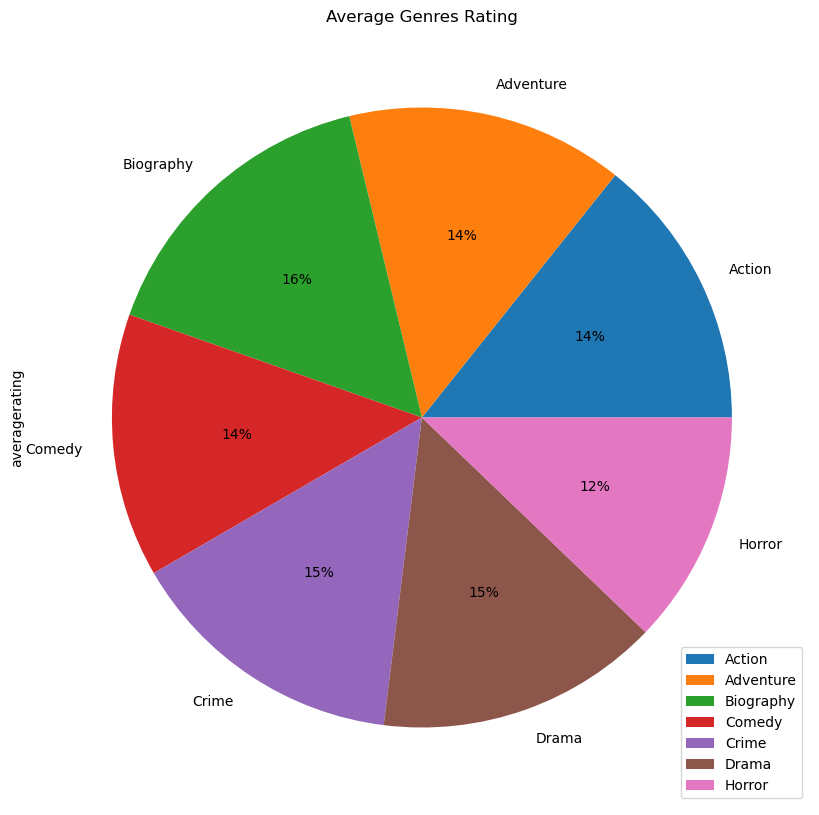 Average Genres Rating
Adventure
Biography
Action
14%
16%
14%
averagerating
Comedy
14%
12%
15%
15%
Horror
Crime
Drama
Action
Adventure
Biography
Comedy
Crime
Drama
Horror